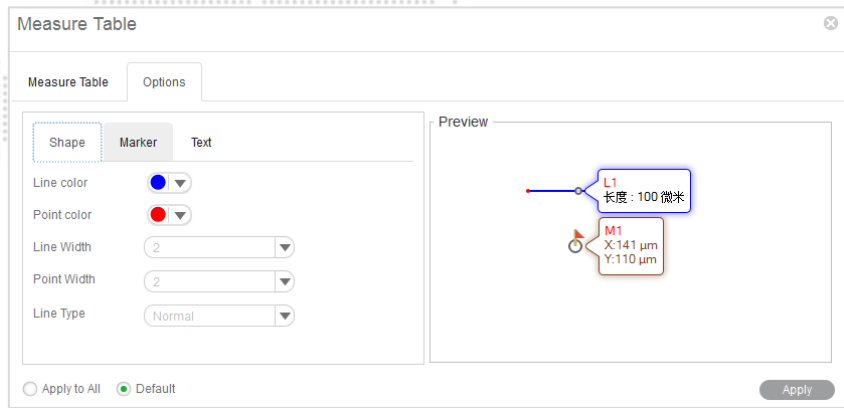 Measure Table
Measure Table
Options
Shape
Marker
Text
Line color
Point color
Line Width
2
Point Width
2
Line Type
Normal
Preview
L1
长度 : 100 微米
M1
X:141 µm
Y:110 µm
Apply to All
Default
Apply